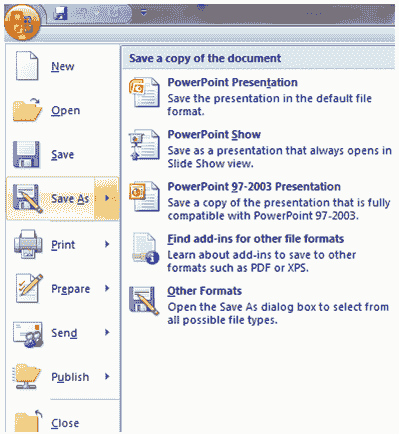 New
Open
Save
Save As
Print
Prepare
Send
Publish
Close
Save a copy of the document
PowerPoint Presentation
Save the presentation in the default file
format.
PowerPoint Show
Save as a presentation that always opens in
Slide Show view.
PowerPoint 97-2003 Presentation
Save a copy of the presentation that is fully
compatible with PowerPoint 97-2003.
Find add-ins for other file formats
Learn about add-ins to save to other
formats such as PDF or XPS.
Other Formats
Open the Save As dialog box to select from
all possible file types.